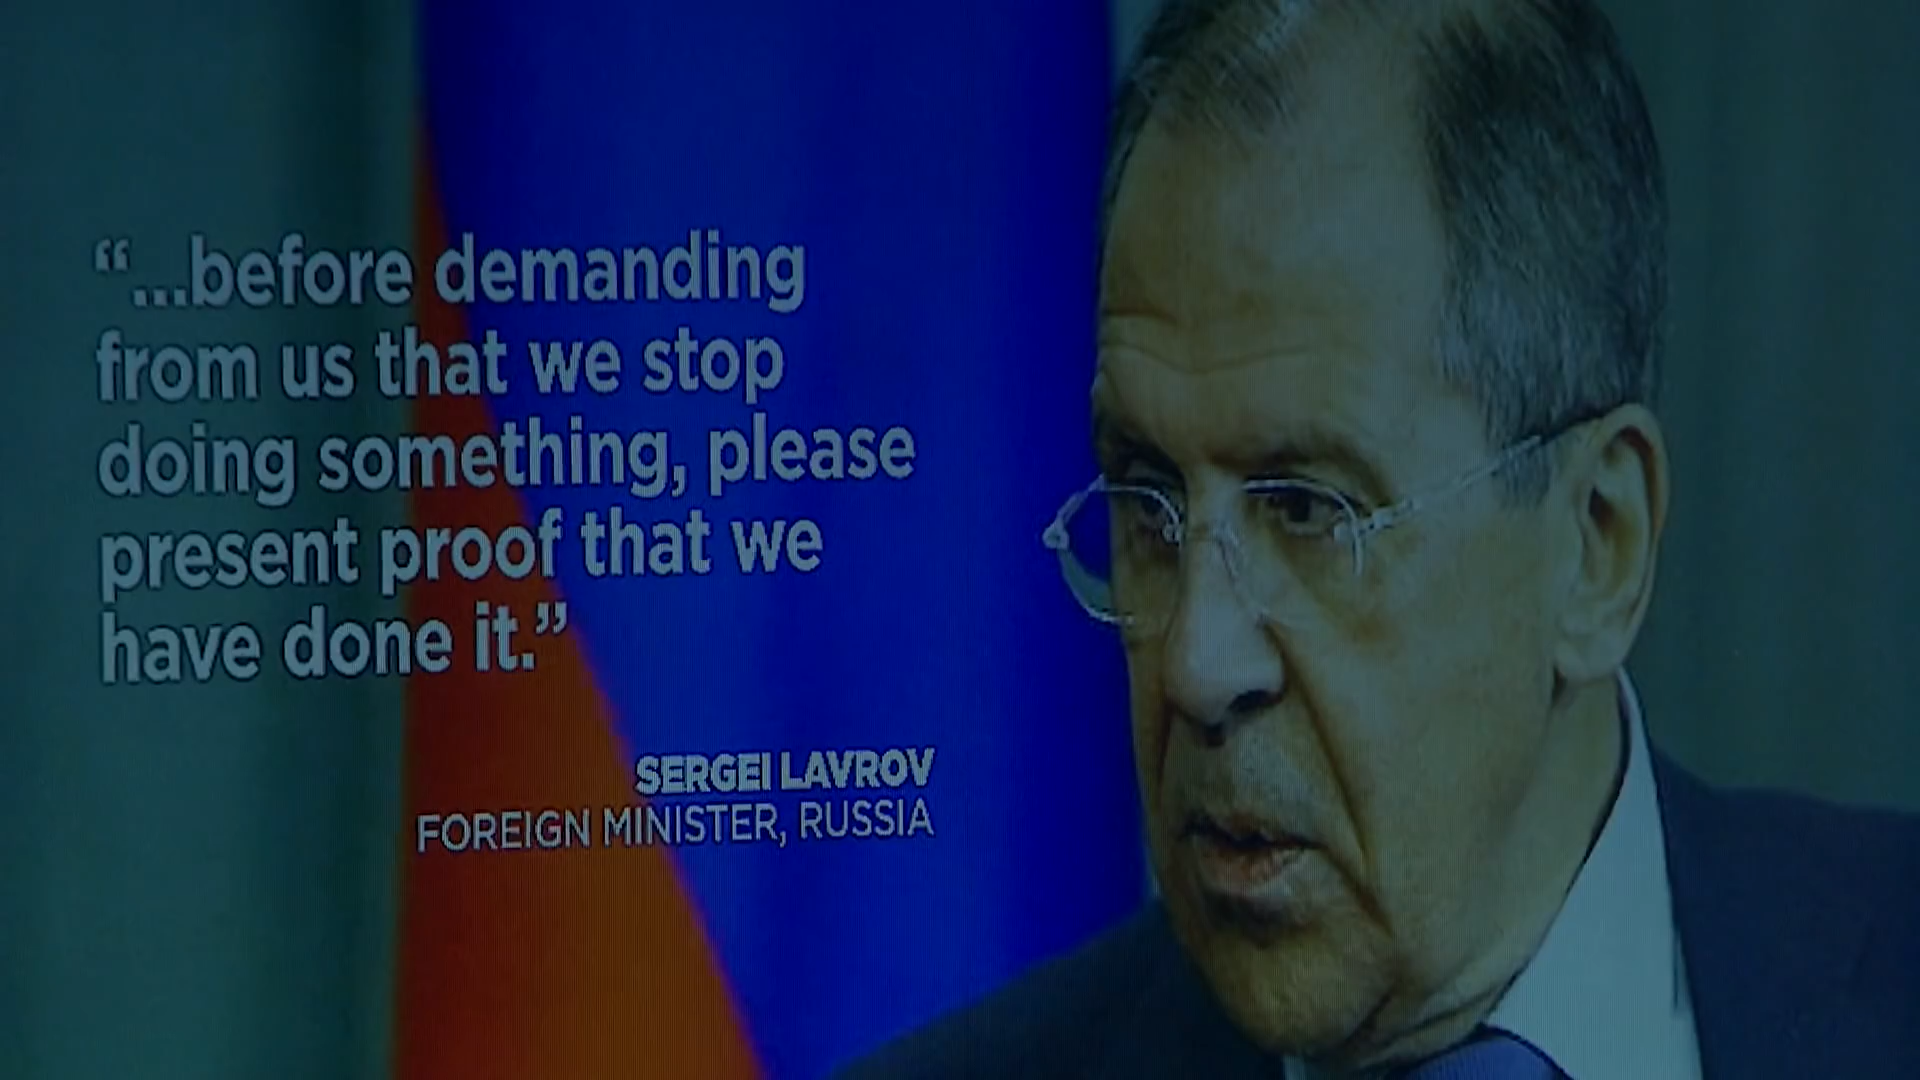 “...before demanding
from us that we stop
doing something, please
present proof that we
have done it.”
SERGEI LAVROV
FOREIGN MINISTER, RUSSIA